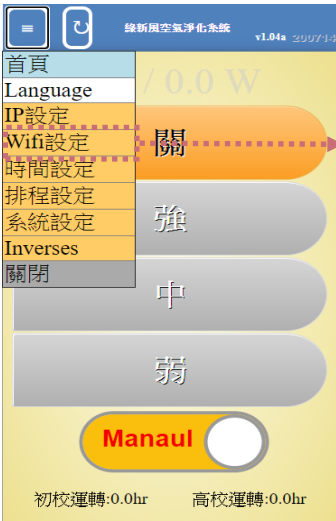 ≡ ↻ 綠新風空氣淨化系統 v1.04a 200714
首頁
Language
/ 0.0 W
IP設定
Wifi設定
關
時間設定
排程設定
系統設定
強
Inverses
關閉
中
弱
Manaul
初校運轉:0.0hr 高校運轉:0.0hr